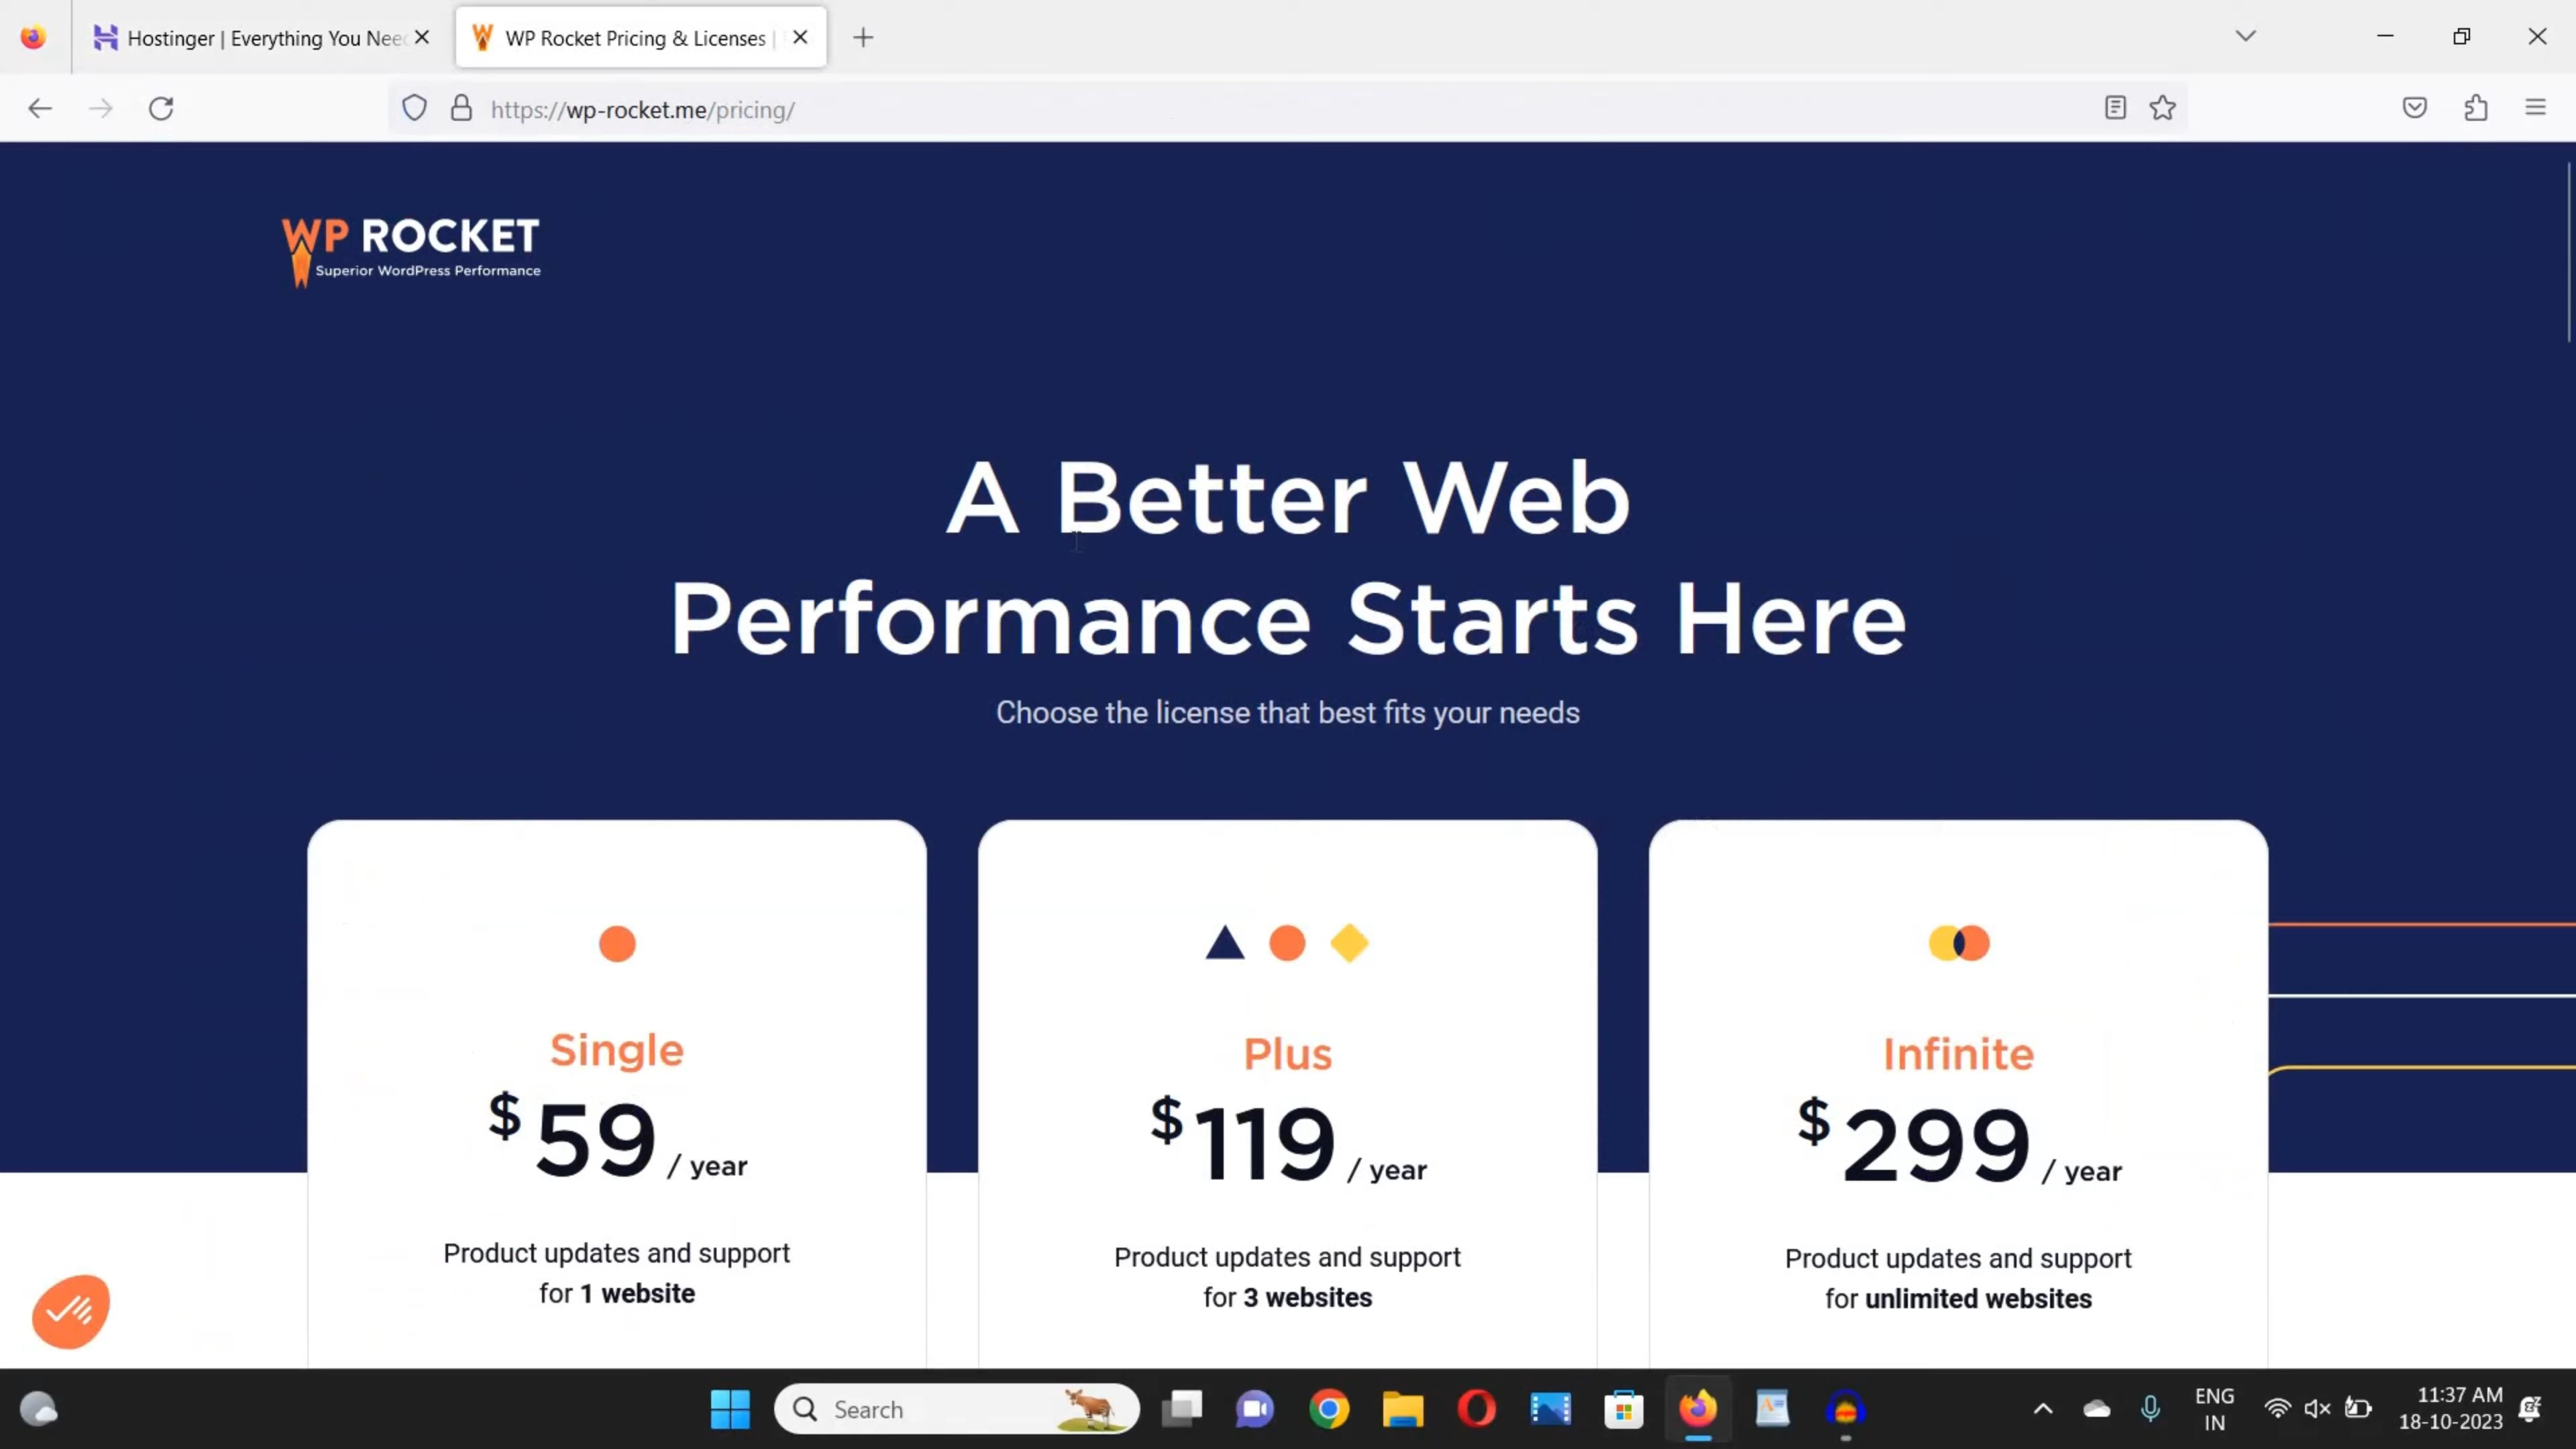 Hostinger | Everything You Need
WP Rocket Pricing & Licenses |
https://wp-rocket.me/pricing/
WP ROCKET
Superior WordPress Performance
A Better Web
Performance Starts Here
Choose the license that best fits your needs
Single
$59 / year
Product updates and support
for 1 website
Plus
$119 / year
Product updates and support
for 3 websites
Infinite
$299 / year
Product updates and support
for unlimited websites
Search
ENG
IN
11:37 AM
18-10-2023